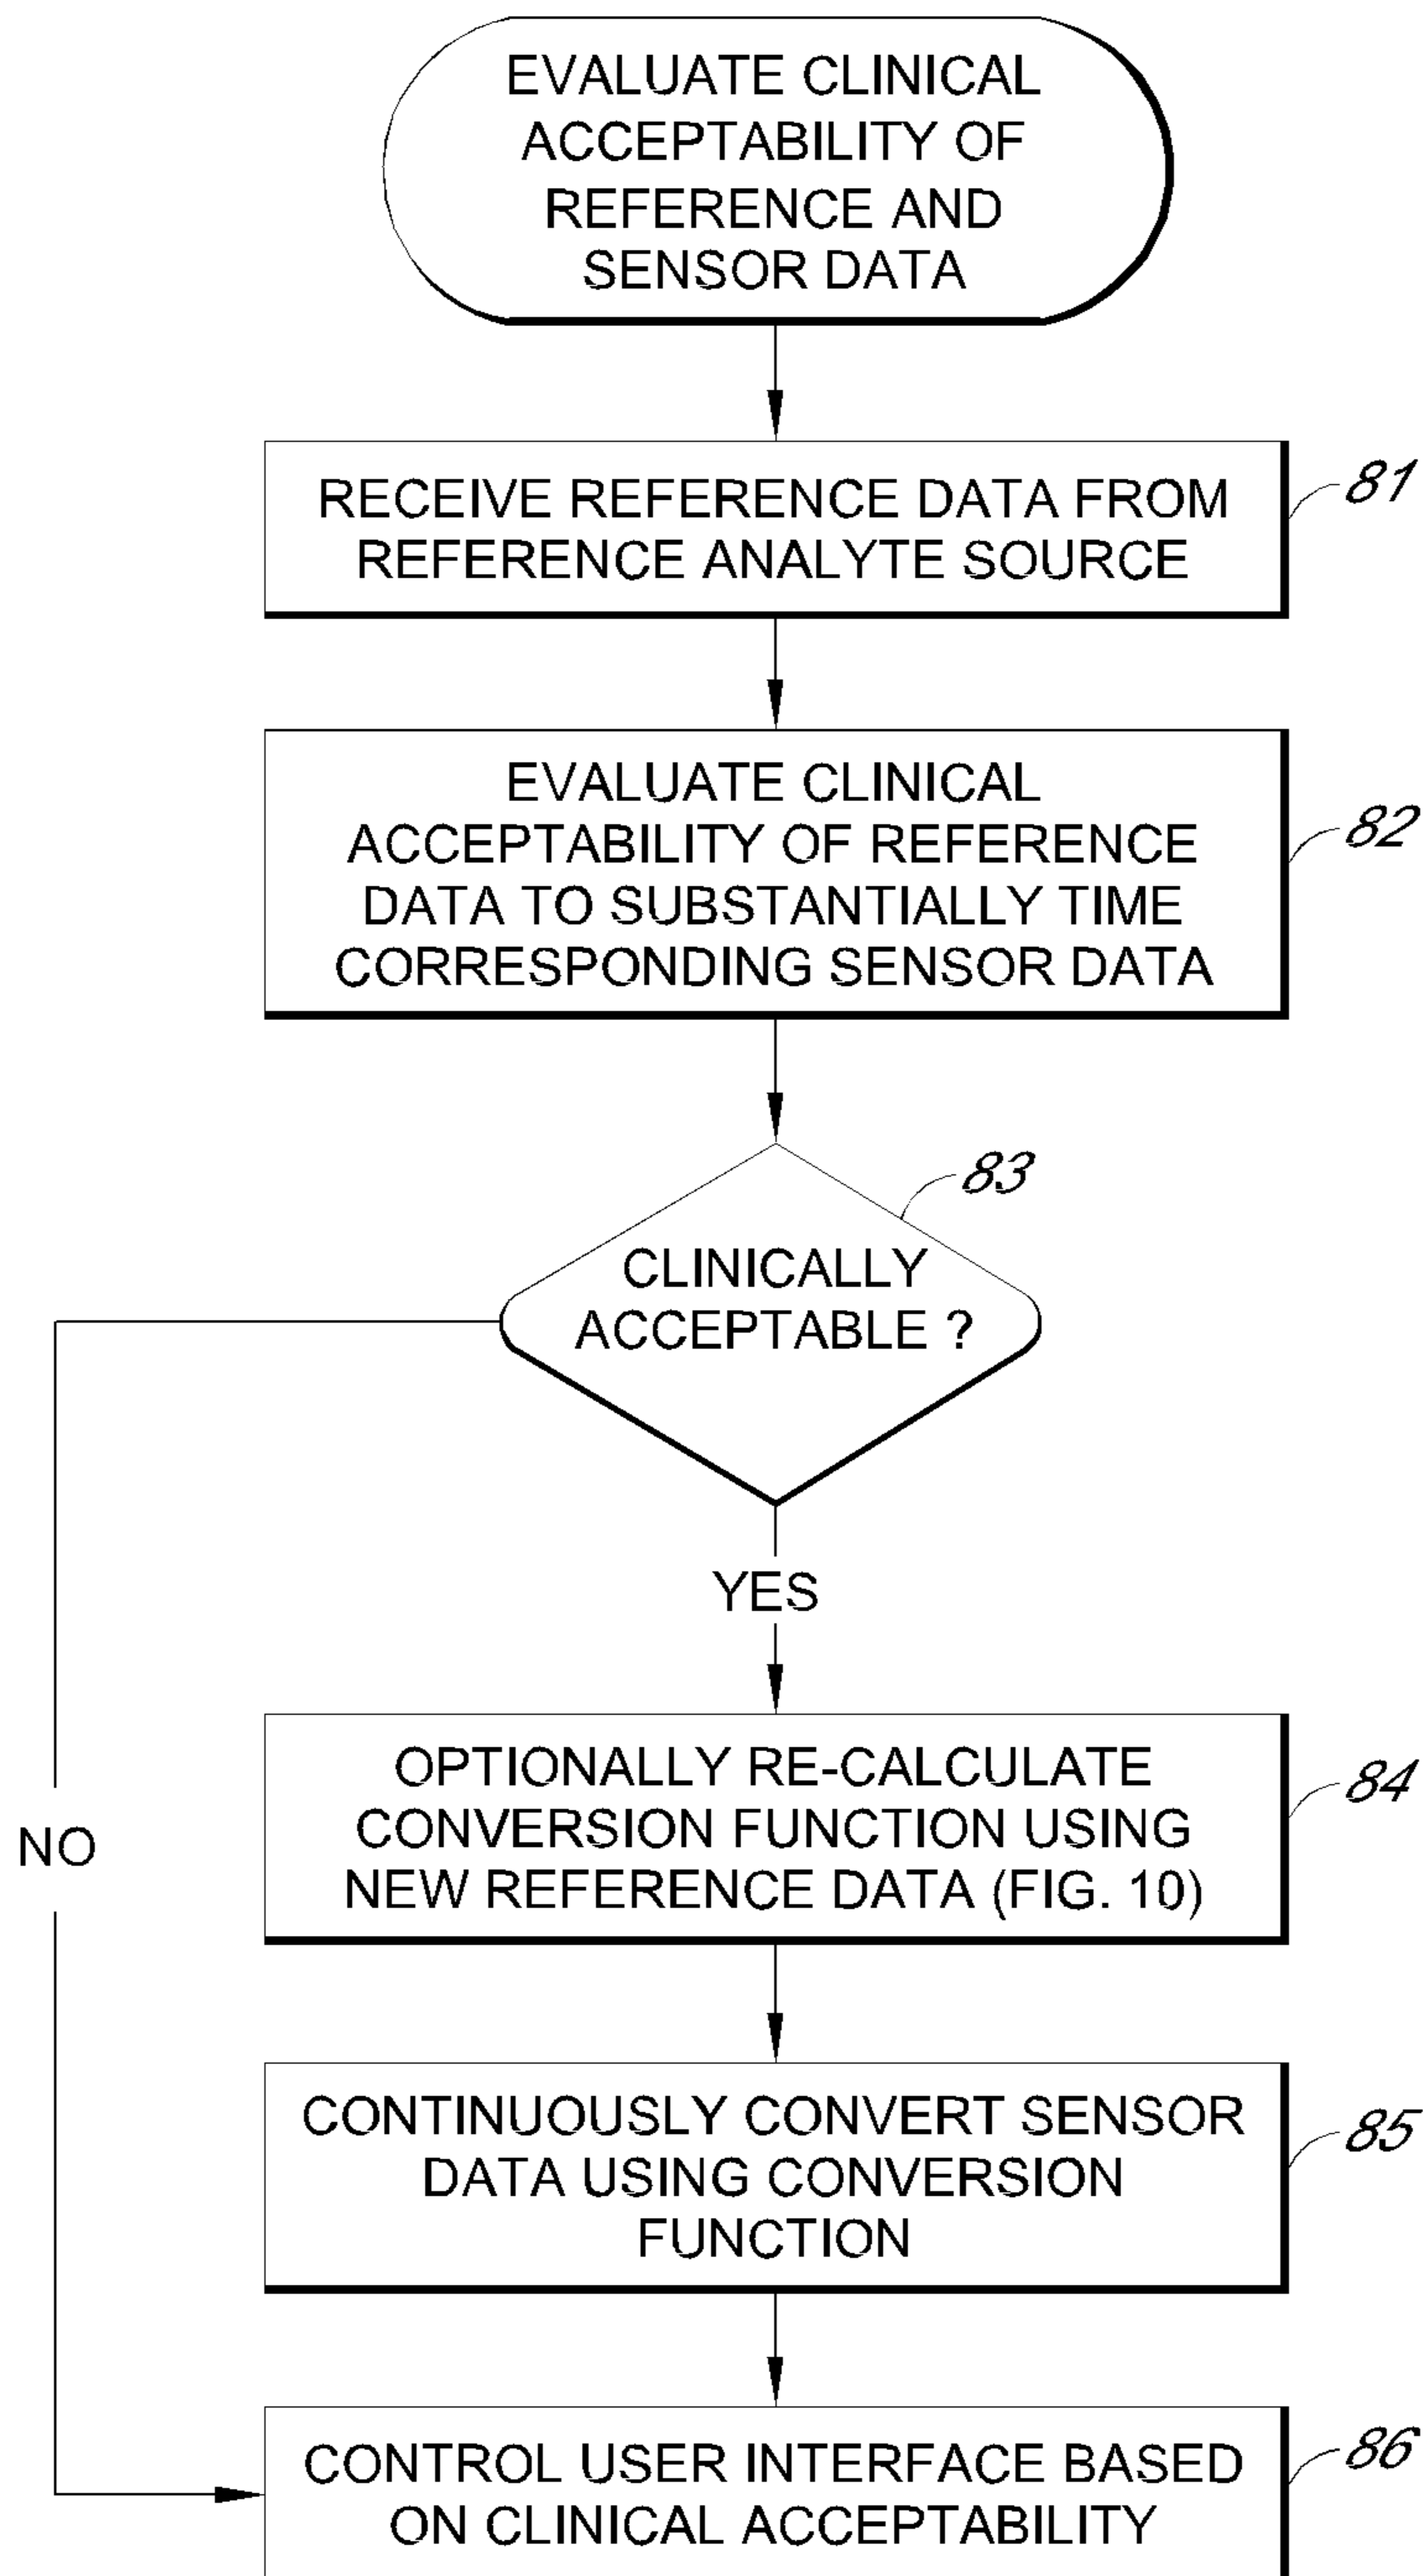 EVALUATE CLINICAL
ACCEPTABILITY OF
REFERENCE AND
SENSOR DATA
RECEIVE REFERENCE DATA FROM
REFERENCE ANALYTE SOURCE
81
EVALUATE CLINICAL
ACCEPTABILITY OF REFERENCE
DATA TO SUBSTANTIALLY TIME
CORRESPONDING SENSOR DATA
82
83
CLINICALLY
ACCEPTABLE ?
YES
NO
OPTIONALLY RE-CALCULATE
CONVERSION FUNCTION USING
NEW REFERENCE DATA (FIG. 10)
84
CONTINUOUSLY CONVERT SENSOR
DATA USING CONVERSION
FUNCTION
85
CONTROL USER INTERFACE BASED
ON CLINICAL ACCEPTABILITY
86